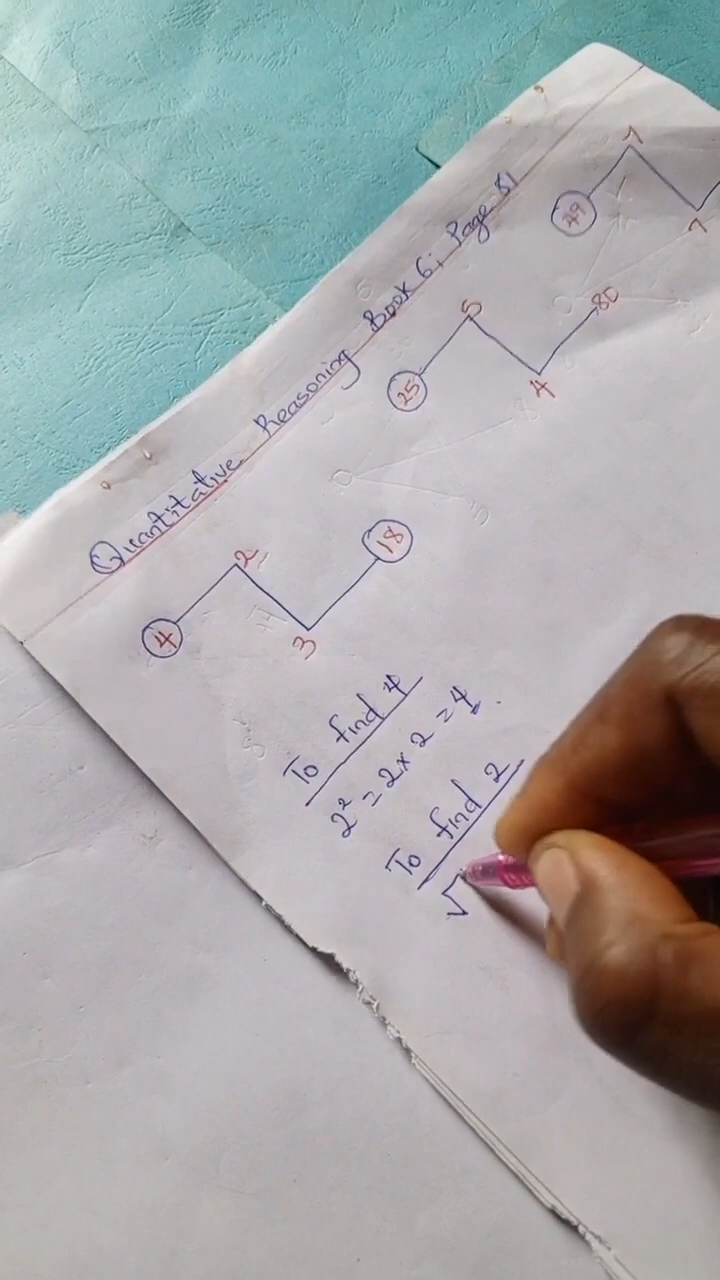 Quantitative Reasoning Book 6; Page 81
4 2 3 18
25 5 4 80
49 7 7
To find 4
2² = 2 x 2 = 4.
To find 2
√